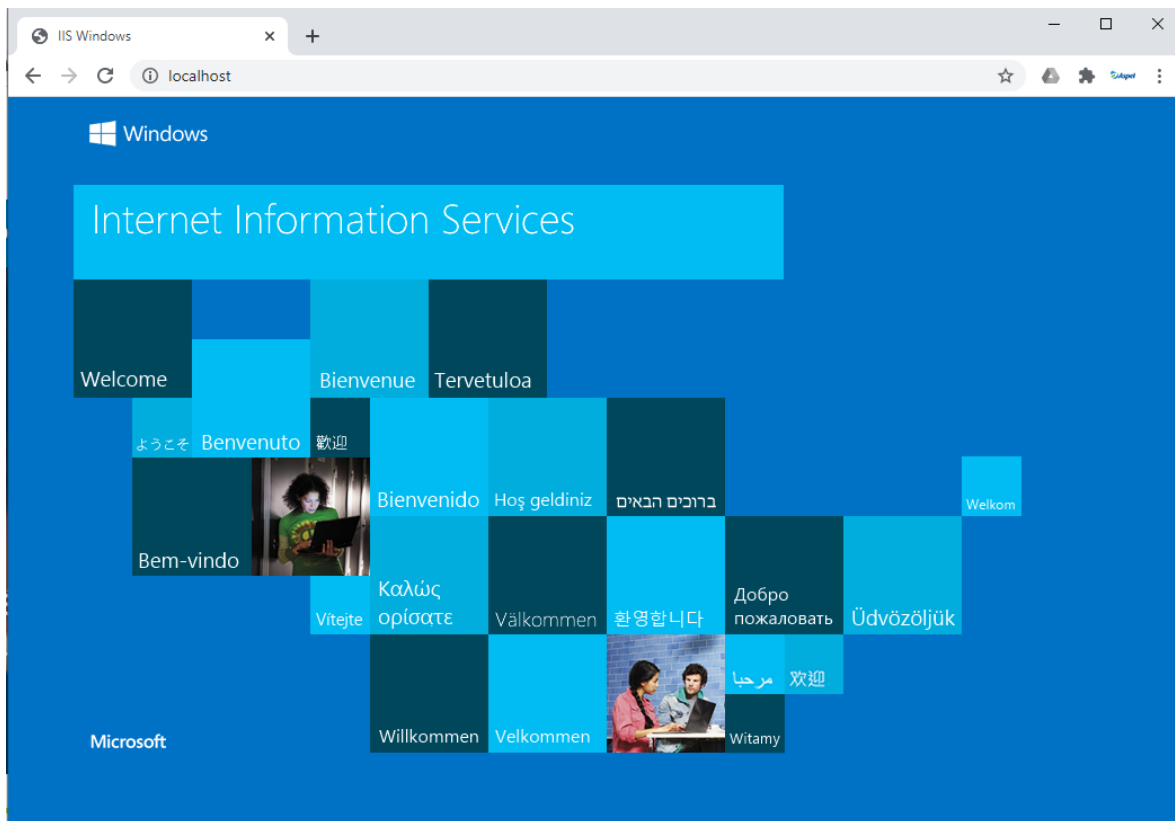 IIS Windows
localhost
Windows
Internet Information Services
Welcome
Bienvenue
Tervetuloa
ようこそ
Benvenuto
歡迎
Bienvenido
Hoş geldiniz
ברוכים הבאים
Welkom
Bem-vindo
Vítejte
Καλώς
ορίσατε
Välkommen
환영합니다
Добро
пожаловать
Üdvözöljük
مرحبا
欢迎
Microsoft
Willkommen
Velkommen
Witamy